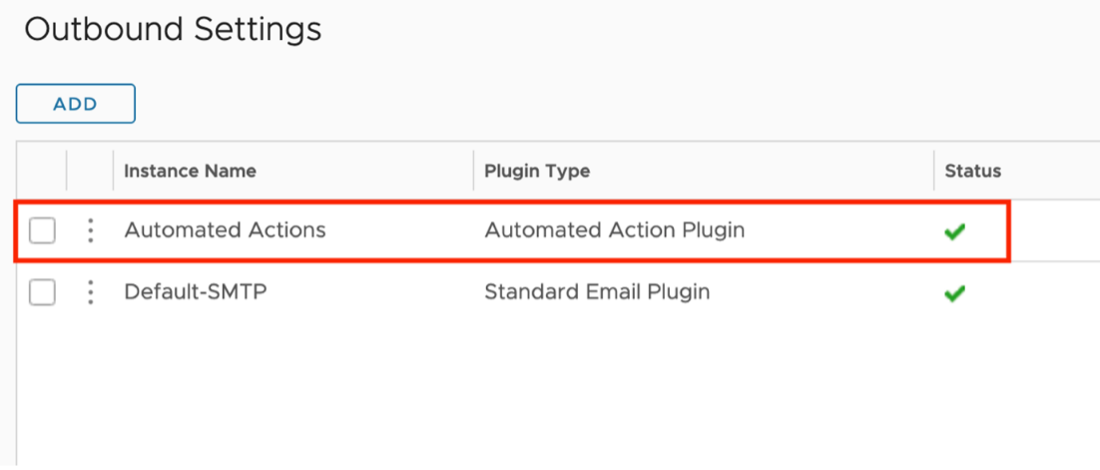 Outbound Settings
ADD
Instance Name Plugin Type Status
Automated Actions Automated Action Plugin
Default-SMTP Standard Email Plugin